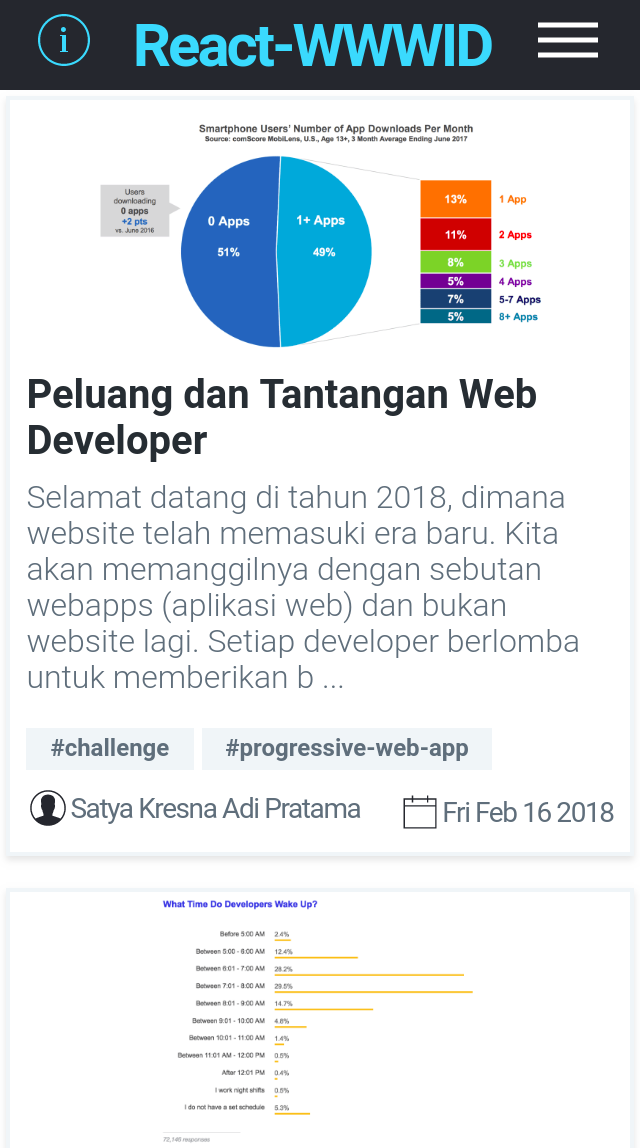 i
React-WWWID
Smartphone Users' Number of App Downloads Per Month
Source: comScore MobiLens, U.S., Age 13+, 3 Month Average Ending June 2017
Users
downloading
0 apps
+2 pts
vs. June 2016
0 Apps
51%
1+ Apps
49%
13% 1 App
11% 2 Apps
8% 3 Apps
5% 4 Apps
7% 5-7 Apps
5% 8+ Apps
Peluang dan Tantangan Web
Developer
Selamat datang di tahun 2018, dimana
website telah memasuki era baru. Kita
akan memanggilnya dengan sebutan
webapps (aplikasi web) dan bukan
website lagi. Setiap developer berlomba
untuk memberikan b ...
#challenge #progressive-web-app
Satya Kresna Adi Pratama Fri Feb 16 2018
What Time Do Developers Wake Up?
Before 5:00 AM 2.4%
Between 5:00 - 6:00 AM 12.4%
Between 6:01 - 7:00 AM 28.2%
Between 7:01 - 8:00 AM 29.5%
Between 8:01 - 9:00 AM 14.7%
Between 9:01 - 10:00 AM 4.8%
Between 10:01 - 11:00 AM 1.4%
Between 11:01 AM - 12:00 PM 0.5%
After 12:01 PM 0.4%
I work night shifts 0.5%
I do not have a set schedule 5.3%
72,146 responses